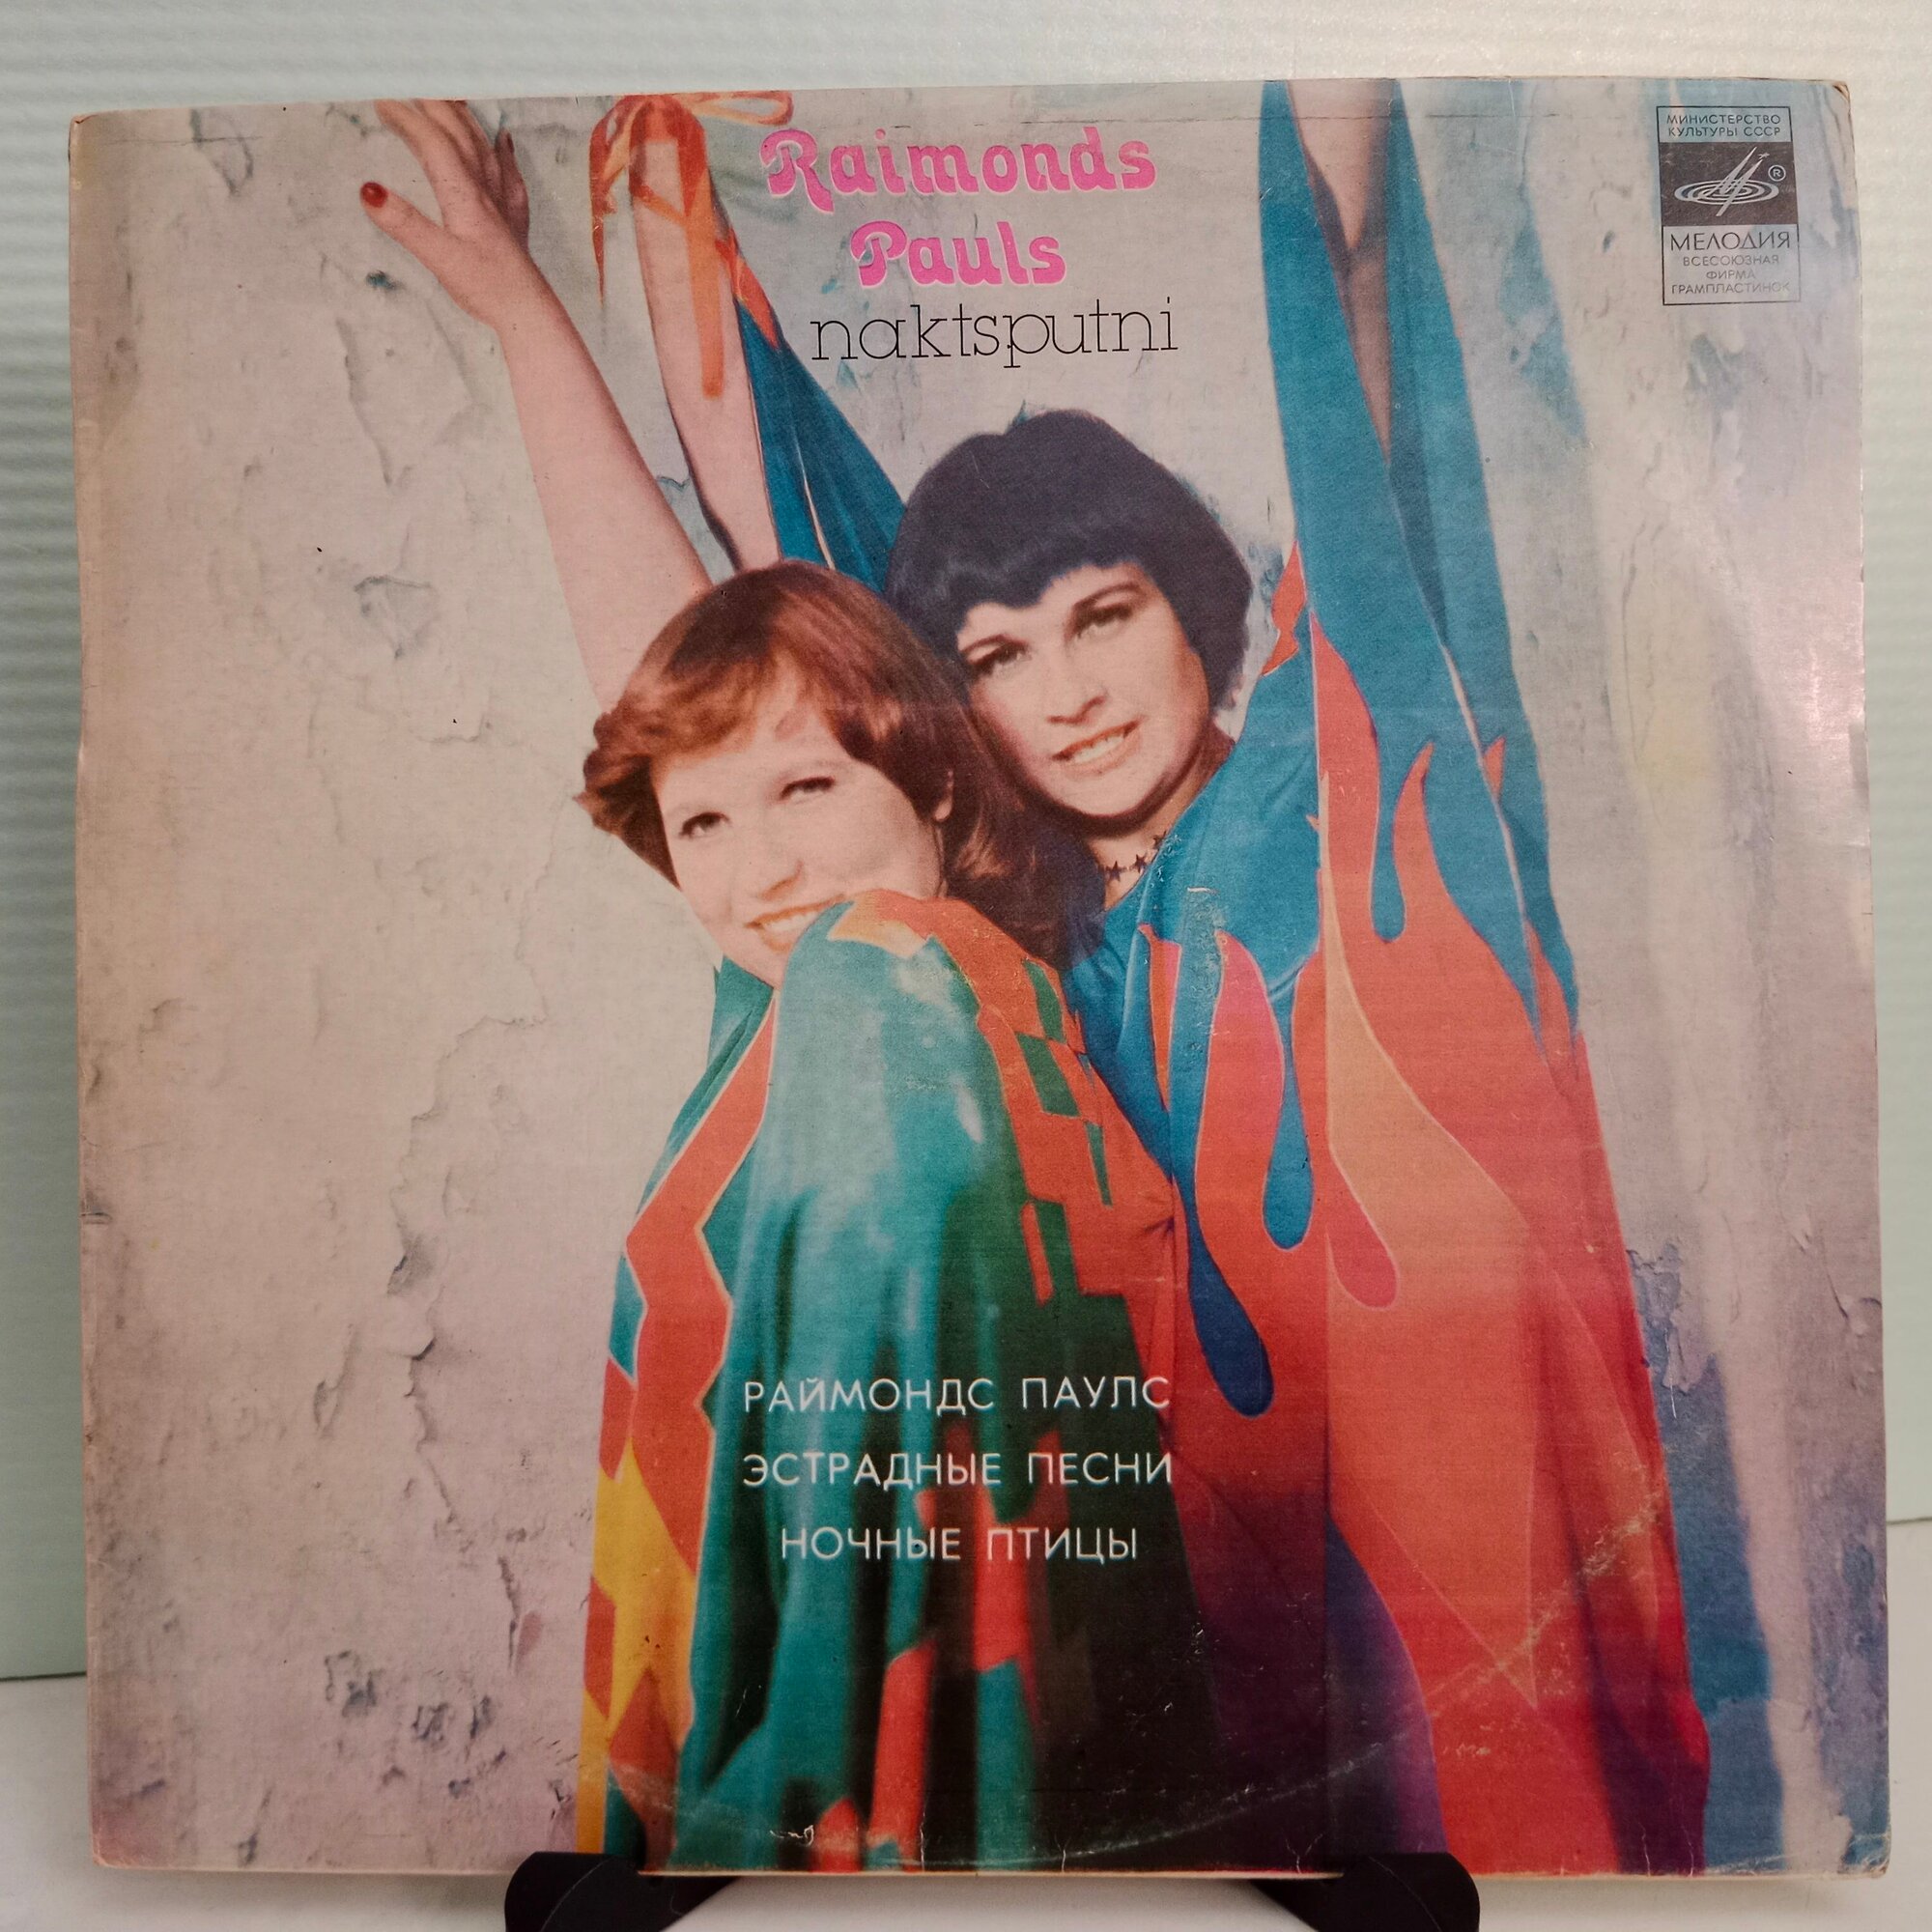 Raimonds
Pauls
naktsputni
МИНИСТЕРСТВО
КУЛЬТУРЫ СССР
®
МЕЛОДИЯ
ВСЕСОЮЗНАЯ
ФИРМА
ГРАМПЛАСТИНОК
РАЙМОНДС ПАУЛС
ЭСТРАДНЫЕ ПЕСНИ
НОЧНЫЕ ПТИЦЫ